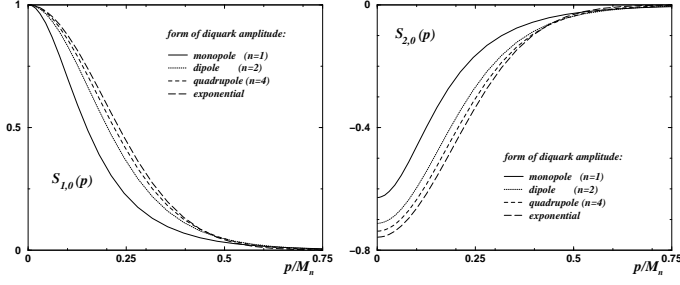 1
form of diquark amplitude:
monopole (n=1)
dipole (n=2)
quadrupole (n=4)
exponential
0.5
S1,0(p)
0
0 0.25 0.5 0.75
p/Mn
0
S2,0(p)
−0.4
form of diquark amplitude:
monopole (n=1)
dipole (n=2)
quadrupole (n=4)
exponential
−0.8
0 0.25 0.5 0.75
p/Mn